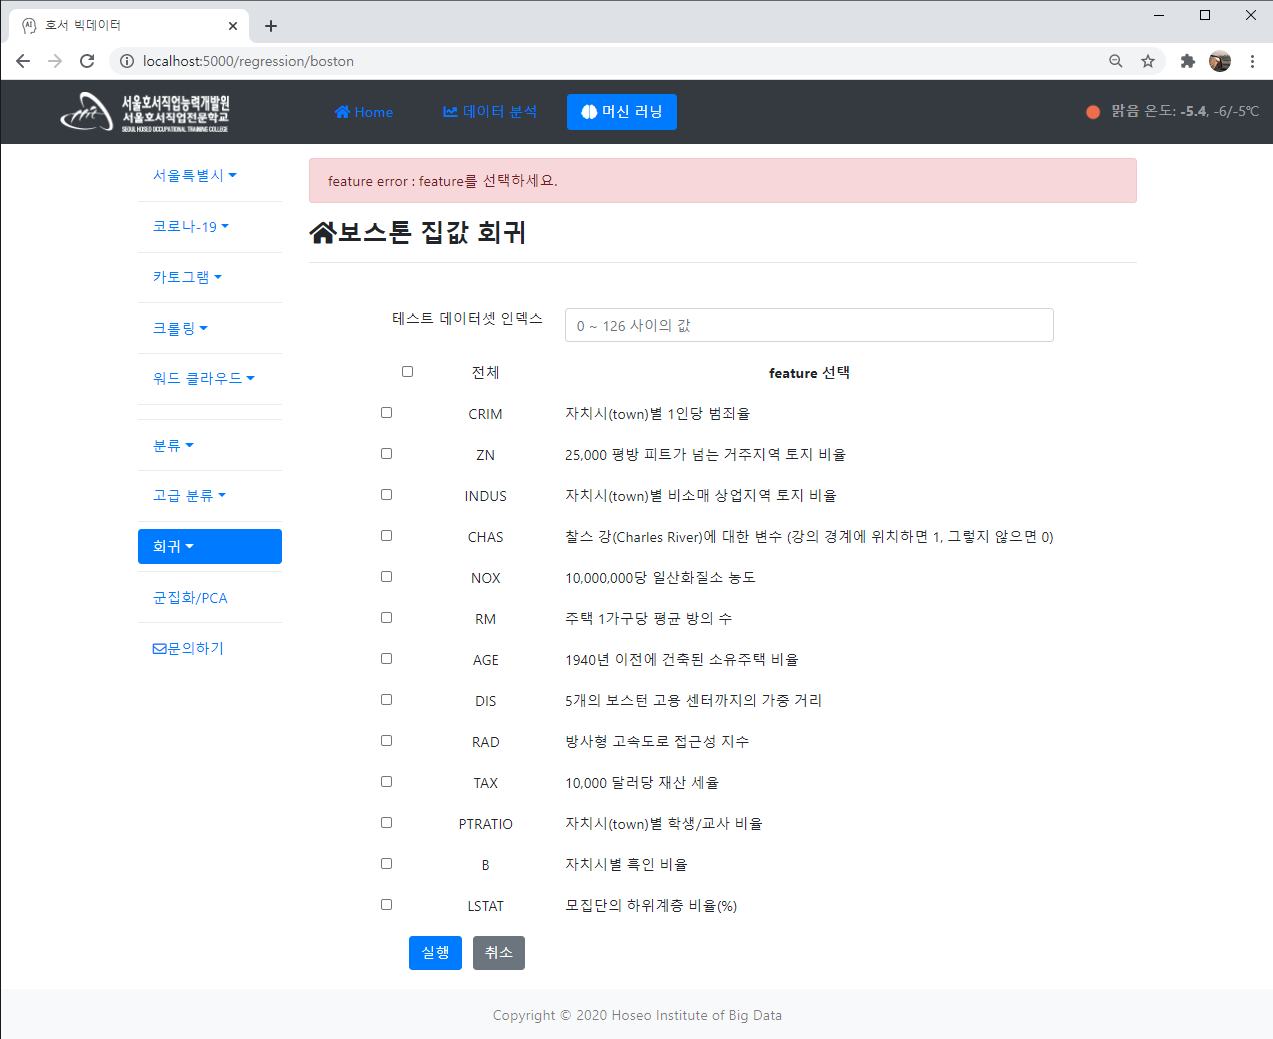 호서 빅데이터
localhost:5000/regression/boston
서울호서직업능력개발원
서울호서직업전문학교
SEOUL HOSEO OCCUPATIONAL TRAINING COLLEGE
Home
데이터 분석
머신 러닝
맑음 온도: -5.4, -6/-5℃
서울특별시
코로나-19
카토그램
크롤링
워드 클라우드
분류
고급 분류
회귀
군집화/PCA
문의하기
feature error : feature를 선택하세요.
보스톤 집값 회귀
테스트 데이터셋 인덱스
0 ~ 126 사이의 값
전체 feature 선택
CRIM 자치시(town)별 1인당 범죄율
ZN 25,000 평방 피트가 넘는 거주지역 토지 비율
INDUS 자치시(town)별 비소매 상업지역 토지 비율
CHAS 찰스 강(Charles River)에 대한 변수 (강의 경계에 위치하면 1, 그렇지 않으면 0)
NOX 10,000,000당 일산화질소 농도
RM 주택 1가구당 평균 방의 수
AGE 1940년 이전에 건축된 소유주택 비율
DIS 5개의 보스턴 고용 센터까지의 가중 거리
RAD 방사형 고속도로 접근성 지수
TAX 10,000 달러당 재산 세율
PTRATIO 자치시(town)별 학생/교사 비율
B 자치시별 흑인 비율
LSTAT 모집단의 하위계층 비율(%)
실행 취소
Copyright © 2020 Hoseo Institute of Big Data